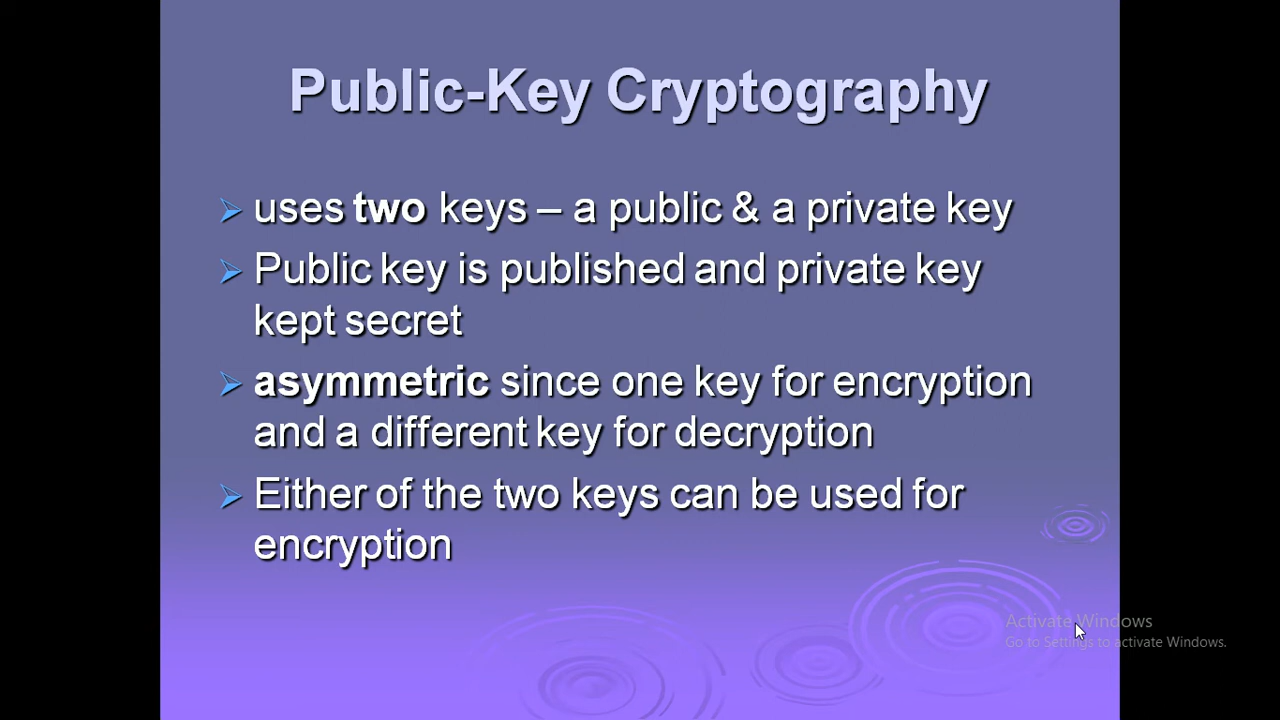 Public-Key Cryptography
uses two keys – a public & a private key
Public key is published and private key
kept secret
asymmetric since one key for encryption
and a different key for decryption
Either of the two keys can be used for
encryption
Activate Windows
Go to Settings to activate Windows.